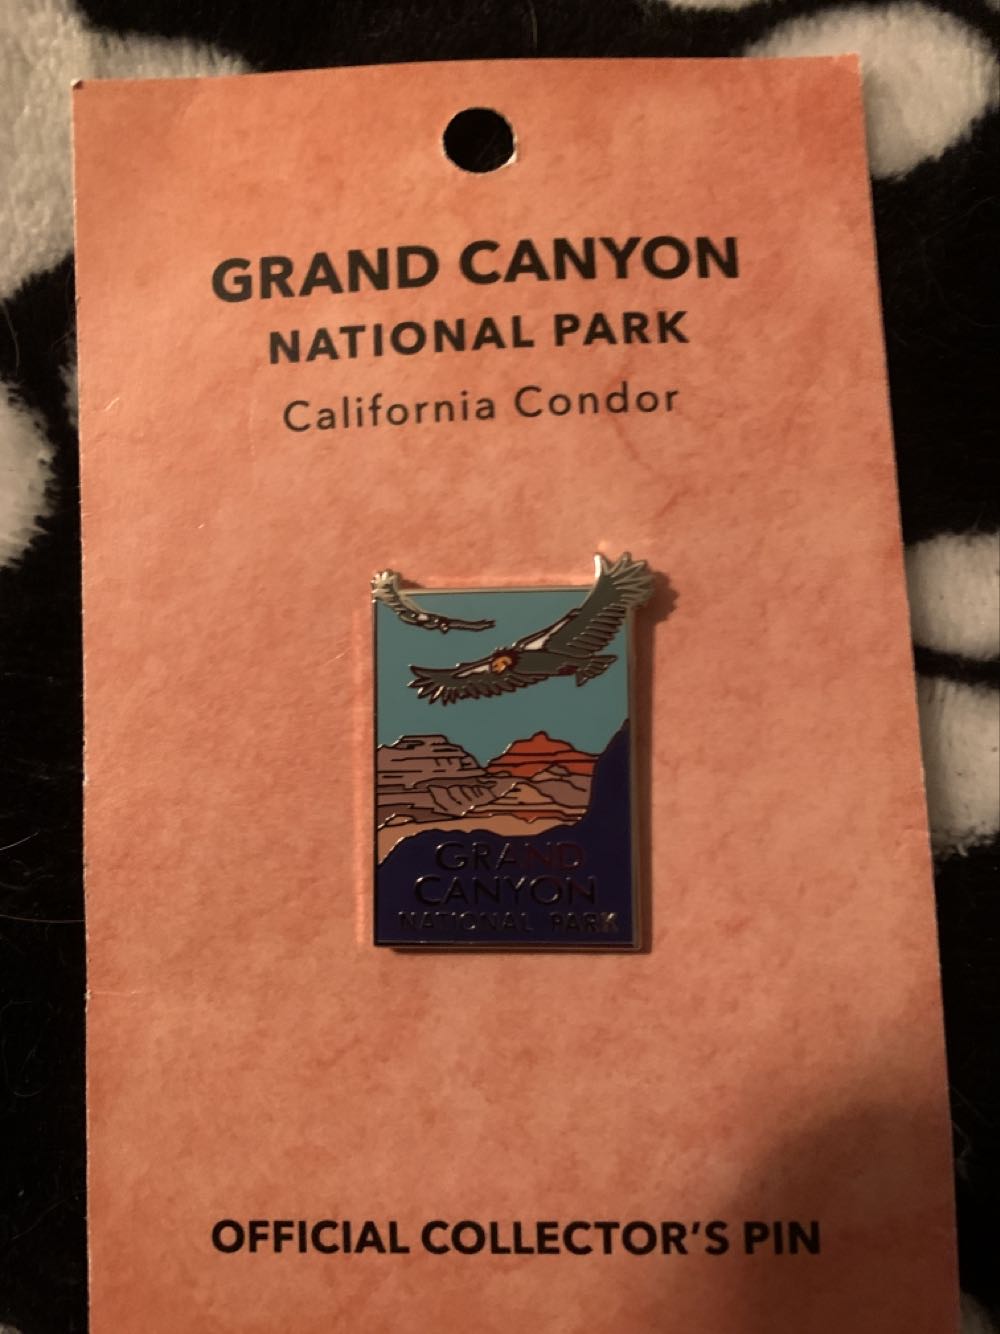 GRAND CANYON
NATIONAL PARK
California Condor
GRAND
CANYON
NATIONAL PARK
OFFICIAL COLLECTOR'S PIN